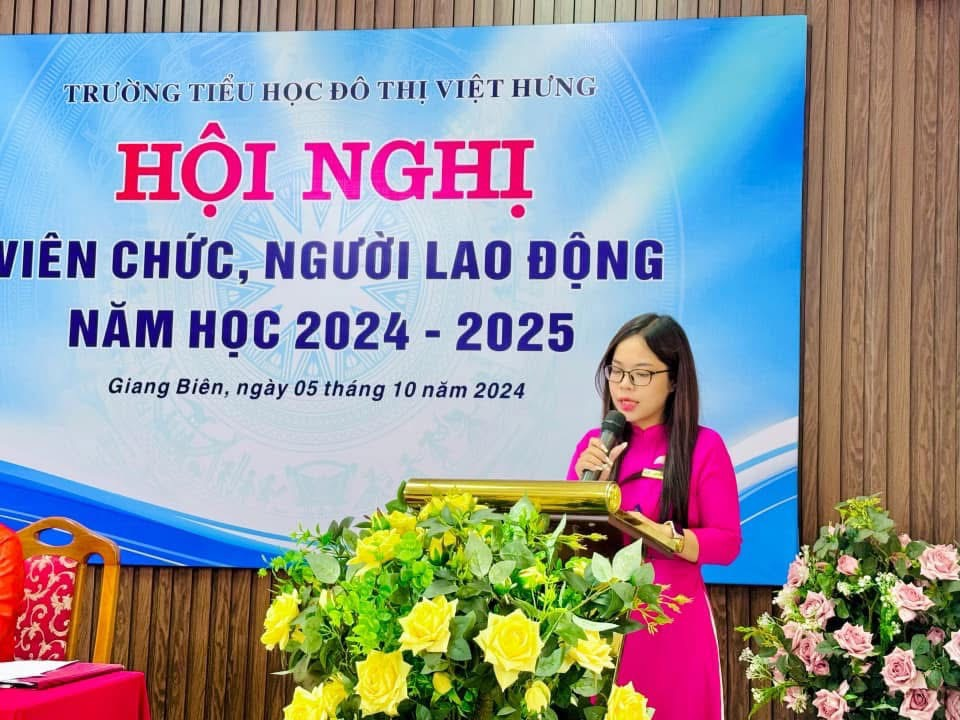 TRƯỜNG TIỂU HỌC ĐÔ THỊ VIỆT HƯNG
HỘI NGHỊ
VIÊN CHỨC, NGƯỜI LAO ĐỘNG
NĂM HỌC 2024 - 2025
Giang Biên, ngày 05 tháng 10 năm 2024